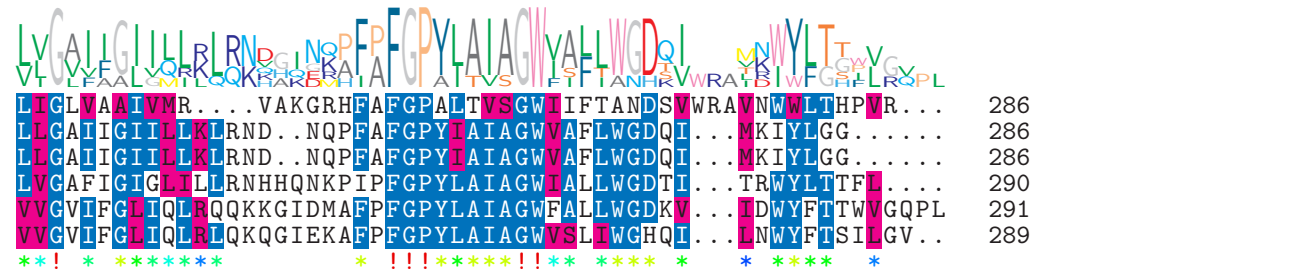 LIGLVAAIVMR....VAKGRHFAFGPALTVSGWIIFTANDSVWRAVNWWLTHPVR... 286
LLGAIIGIILLKLRND..NQPFAFGPYIAIAGWVAFLWGDQI...MKIYLGG...... 286
LLGAIIGIILLKLRND..NQPFAFGPYIAIAGWVAFLWGDQI...MKIYLGG...... 286
LVGAFIGIGLILLRNHHQNKPIPFGPYLAIAGWIALLWGDTI...TRWYLTTFL.... 290
VVGVIFGLIQLRQQKKGIDMAFPFGPYLAIAGWFALLWGDKV...IDWYFTTWVGQPL 291
VVGVIFGLIQLRLQKQGIEKAFPFGPYLAIAGWVSLIWGHQI...LNWYFTSILGV.. 289
**! * ******* * !!!*****!!** **** * * **** *